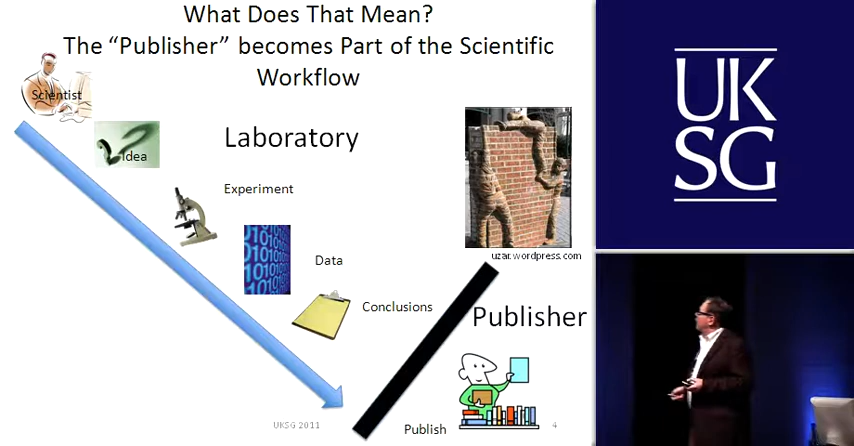 What Does That Mean?
The “Publisher” becomes Part of the Scientific
Workflow
Scientist
Idea
Laboratory
Experiment
Data
Conclusions
uzar.wordpress.com
Publisher
Publish
UKSG 2011
4
UK
SG